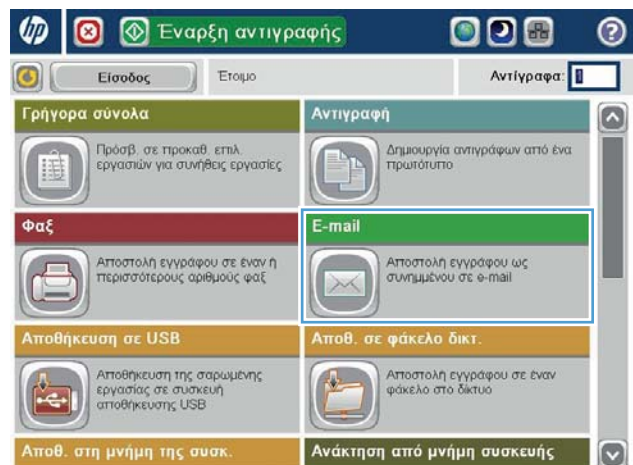 hp
Έναρξη αντιγραφής
?
Είσοδος
Έτοιμο
Αντίγραφα: 1
Γρήγορα σύνολα
Πρόσβ. σε προκαθ. επιλ.
εργασιών για συνήθεις εργασίες
Αντιγραφή
Δημιουργία αντιγράφων από ένα
πρωτότυπο
Φαξ
Αποστολή εγγράφου σε έναν ή
περισσότερους αριθμούς φαξ
E-mail
Αποστολή εγγράφου ως
συνημμένου σε e-mail
Αποθήκευση σε USB
Αποθήκευση της σαρωμένης
εργασίας σε συσκευή
αποθήκευσης USB
Αποθ. σε φάκελο δικτ.
Αποστολή εγγράφου σε έναν
φάκελο στο δίκτυο
Αποθ. στη μνήμη της συσκ.
Ανάκτηση από μνήμη συσκευής